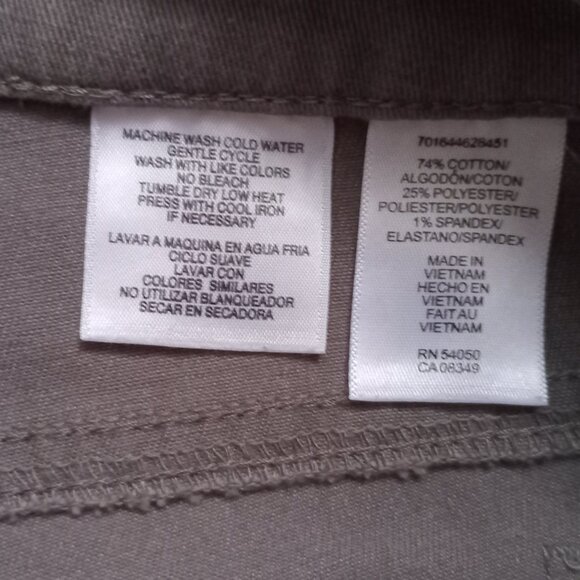 MACHINE WASH COLD WATER
GENTLE CYCLE
WASH WITH LIKE COLORS
NO BLEACH
TUMBLE DRY LOW HEAT
PRESS WITH COOL IRON
IF NECESSARY
LAVAR A MAQUINA EN AGUA FRIA
CICLO SUAVE
LAVAR CON
COLORES SIMILARES
NO UTILIZAR BLANQUEADOR
SECAR EN SECADORA
701644628451
74% COTTON/
ALGODÓN/COTON
25% POLYESTER/
POLIESTER/POLYESTER
1% SPANDEX/
ELASTANO/SPANDEX
MADE IN
VIETNAM
HECHO EN
VIETNAM
FAIT AU
VIETNAM
RN 54050
CA 08349